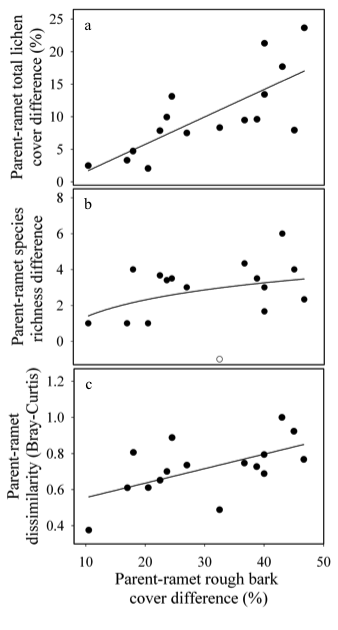 Parent-ramet total lichen
cover difference (%)
a
25
20
15
10
5
0
Parent-ramet species
richness difference
b
8
6
4
2
0
Parent-ramet
dissimilarity (Bray-Curtis)
c
1.2
1.0
0.8
0.6
0.4
10 20 30 40 50
Parent-ramet rough bark
cover difference (%)